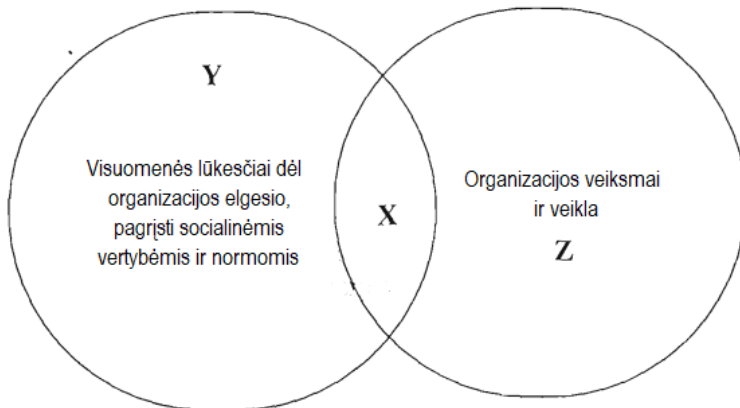 Y
Visuomenės lūkesčiai dėl
organizacijos elgesio,
pagrįsti socialinėmis
vertybėmis ir normomis
X
Organizacijos veiksmai
ir veikla
Z